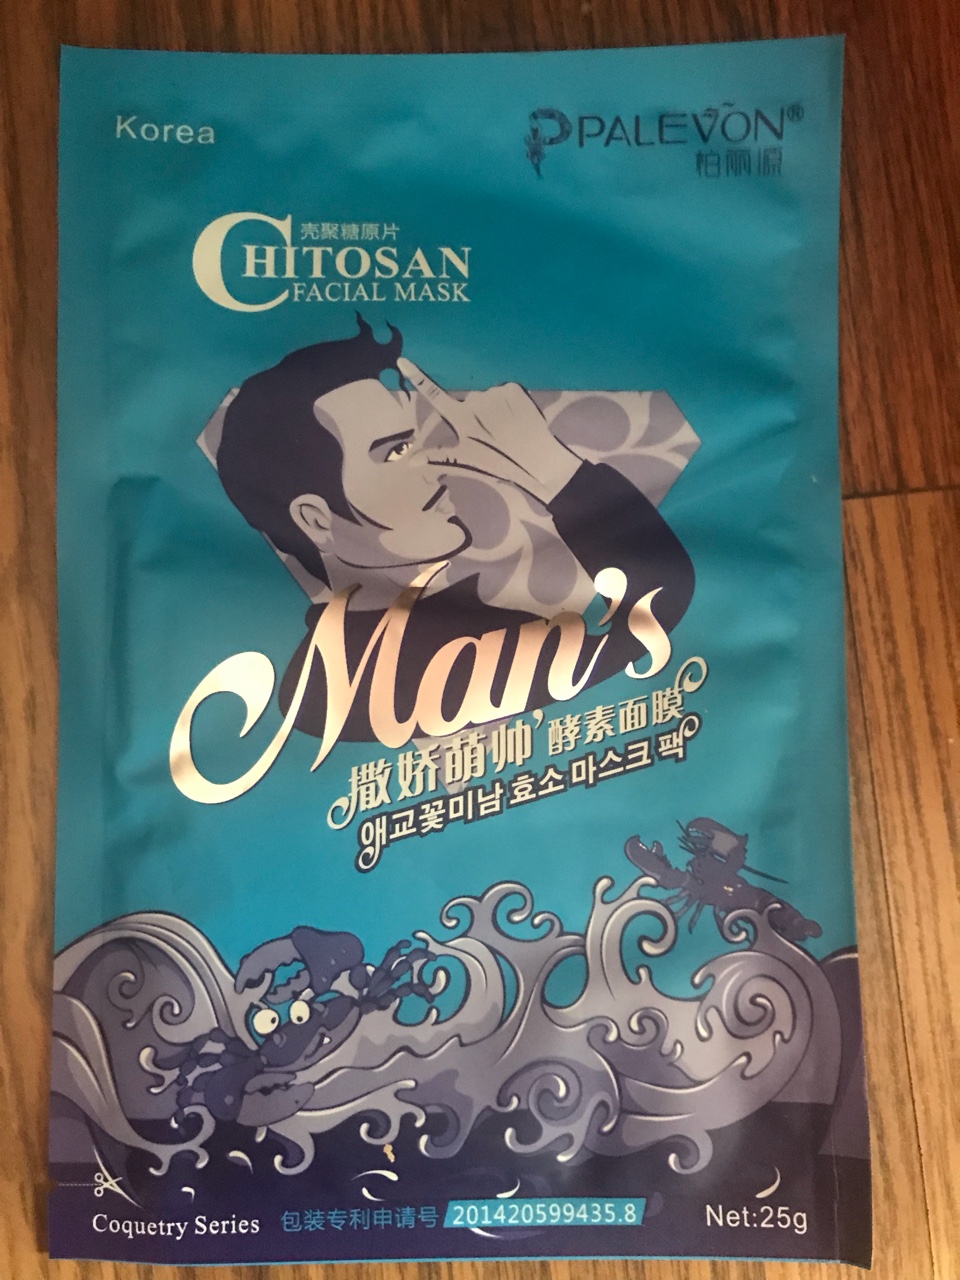 Korea
PALEVON®
柏丽源
壳聚糖原片
CHITOSAN
FACIAL MASK
Man's
撒娇萌帅' 酵素面膜
애교꽃미남 효소 마스크 팩
Coquetry Series
包装专利申请号 201420599435.8
Net:25g